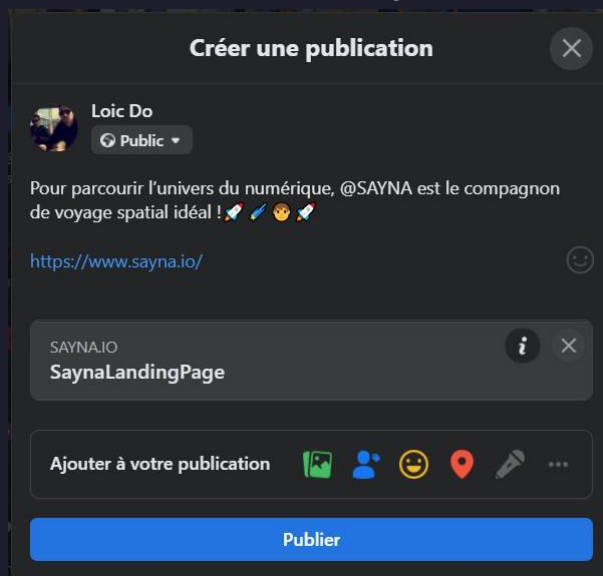 Créer une publication
Loic Do
Public
Pour parcourir l’univers du numérique, @SAYNA est le compagnon
de voyage spatial idéal !
https://www.sayna.io/
SAYNA.IO
SaynaLandingPage
Ajouter à votre publication
Publier